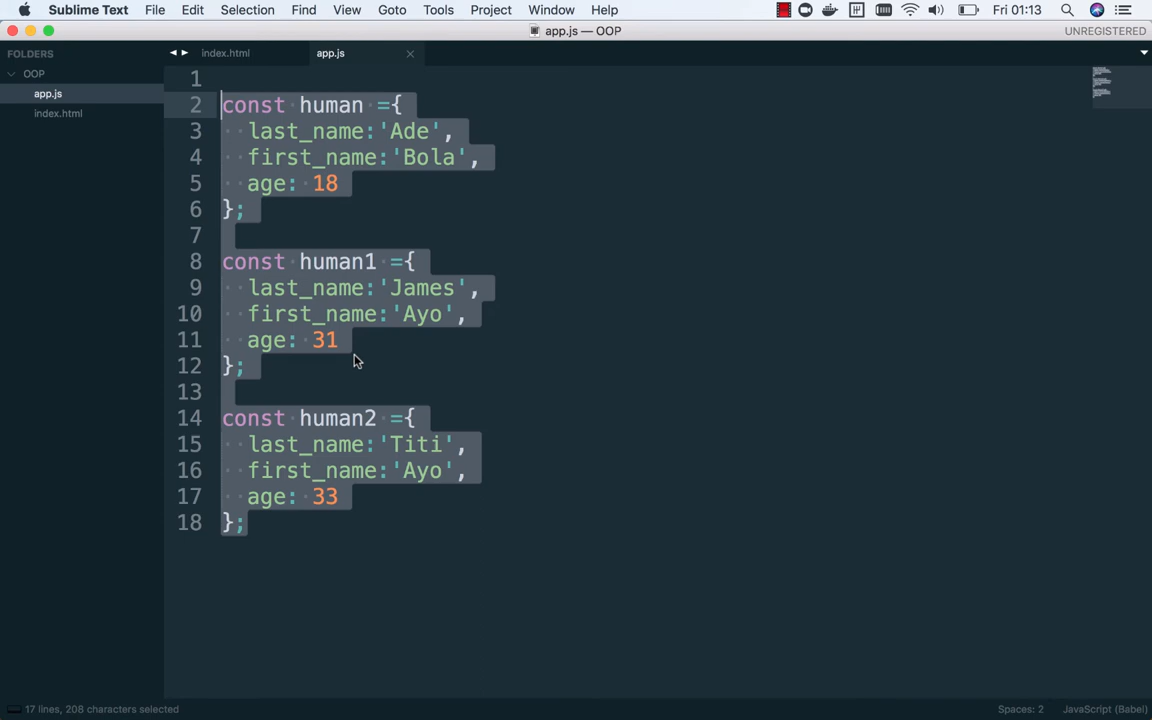 Sublime Text File Edit Selection Find View Goto Tools Project Window Help Fri 01:13
app.js — OOP UNREGISTERED
FOLDERS
OOP
app.js
index.html
index.html app.js
1
2 const human ={
3 last_name:'Ade',
4 first_name:'Bola',
5 age: 18
6 };
7
8 const human1 ={
9 last_name:'James',
10 first_name:'Ayo',
11 age: 31
12 };
13
14 const human2 ={
15 last_name:'Titi',
16 first_name:'Ayo',
17 age: 33
18 };
17 lines, 208 characters selected Spaces: 2 JavaScript (Babel)